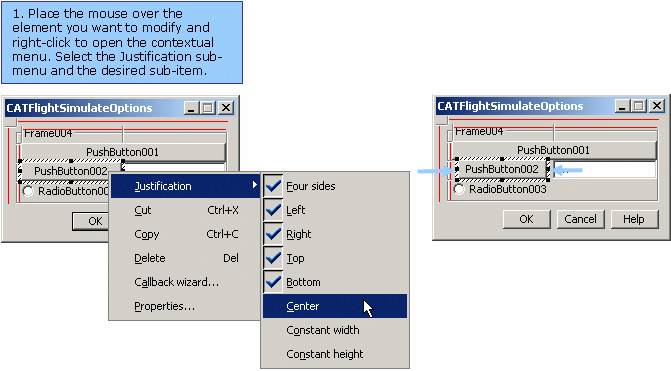 1. Place the mouse over the
element you want to modify and
right-click to open the contextual
menu. Select the Justification sub-
menu and the desired sub-item.
CATFlightSimulateOptions
Frame004
PushButton001
PushButton002
RadioButton00
OK
Justification
Cut Ctrl+X
Copy Ctrl+C
Delete Del
Callback wizard...
Properties...
Four sides
Left
Right
Top
Bottom
Center
Constant width
Constant height
CATFlightSimulateOptions
Frame004
PushButton001
PushButton002
RadioButton003
OK Cancel Help